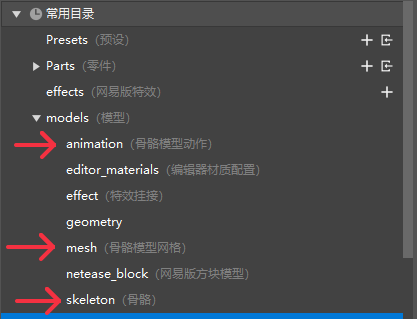 常用目录
Presets（预设）
Parts（零件）
effects（网易版特效）
models（模型）
animation（骨骼模型动作）
editor_materials（编辑器材质配置）
effect（特效挂接）
geometry
mesh（骨骼模型网格）
netease_block（网易版方块模型）
skeleton（骨骼）